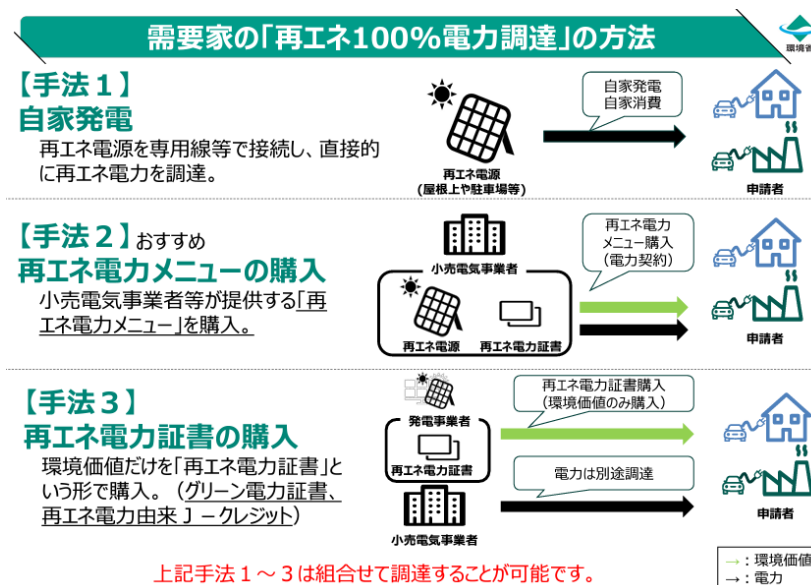 需要家の「再エネ100%電力調達」の方法
環境省
【手法１】
自家発電
再エネ電源を専用線等で接続し、直接的
に再エネ電力を調達。
再エネ電源
(屋根上や駐車場等)
自家発電
自家消費
申請者
【手法２】おすすめ
再エネ電力メニューの購入
小売電気事業者等が提供する「再
エネ電力メニュー」を購入。
小売電気事業者
再エネ電源
再エネ電力証書
再エネ電力
メニュー購入
（電力契約）
申請者
【手法３】
再エネ電力証書の購入
環境価値だけを「再エネ電力証書」と
いう形で購入。（グリーン電力証書、
再エネ電力由来Ｊ－クレジット）
発電事業者
再エネ電力証書
小売電気事業者
再エネ電力証書購入
（環境価値のみ購入）
電力は別途調達
申請者
上記手法１～３は組合せて調達することが可能です。
→：環境価値
→：電力